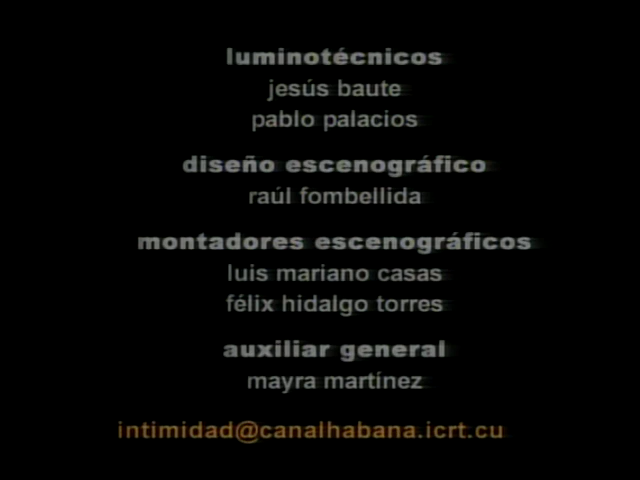 luminotécnicos
jesús baute
pablo palacios
diseño escenográfico
raúl fombellida
montadores escenográficos
luis mariano casas
félix hidalgo torres
auxiliar general
mayra martínez
intimidad@canalhabana.icrt.cu